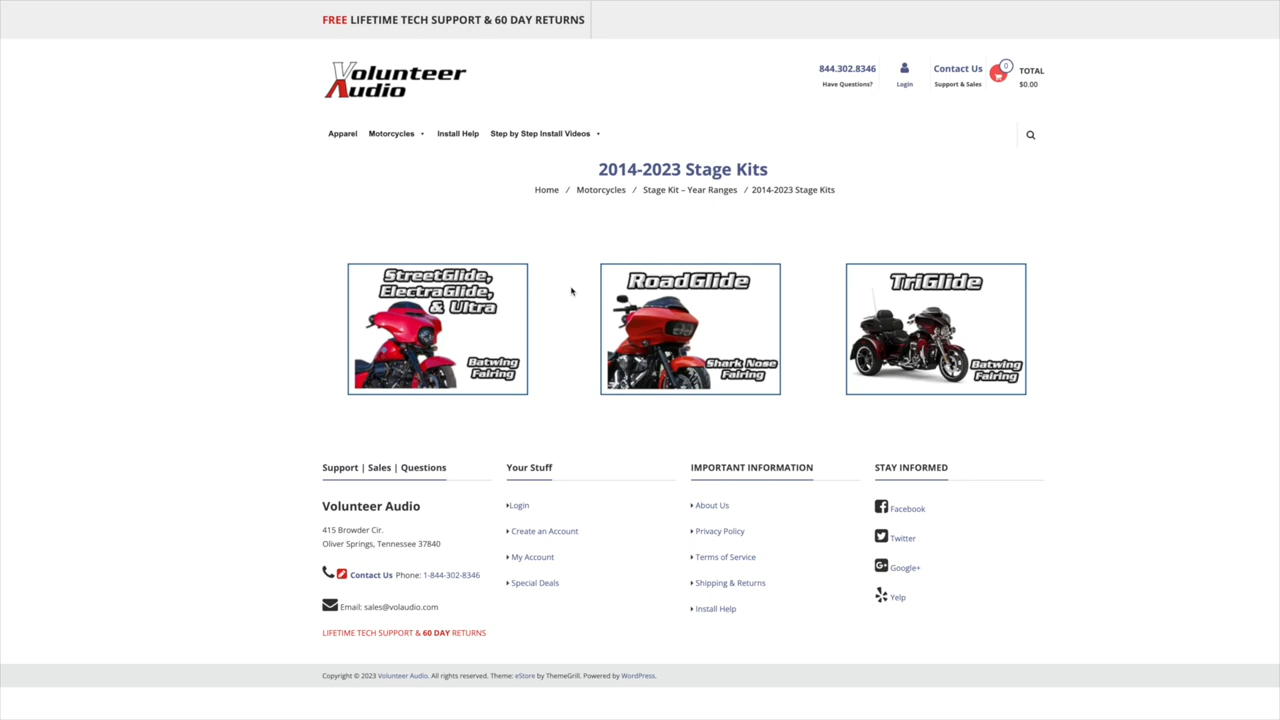 FREE LIFETIME TECH SUPPORT & 60 DAY RETURNS
Volunteer
Audio
844.302.8346
Have Questions?
Login
Contact Us
Support & Sales
0
TOTAL
$0.00
Apparel Motorcycles Install Help Step by Step Install Videos
2014-2023 Stage Kits
Home / Motorcycles / Stage Kit – Year Ranges / 2014-2023 Stage Kits
StreetGlide,
ElectraGlide,
& Ultra
Batwing
Fairing
RoadGlide
Shark Nose
Fairing
TriGlide
Batwing
Fairing
Support | Sales | Questions
Volunteer Audio
415 Browder Cir.
Oliver Springs, Tennessee 37840
Contact Us Phone: 1-844-302-8346
Email: sales@volaudio.com
LIFETIME TECH SUPPORT & 60 DAY RETURNS
Your Stuff
Login
Create an Account
My Account
Special Deals
IMPORTANT INFORMATION
About Us
Privacy Policy
Terms of Service
Shipping & Returns
Install Help
STAY INFORMED
Facebook
Twitter
Google+
Yelp
Copyright © 2023 Volunteer Audio. All rights reserved. Theme: eStore by ThemeGrill. Powered by WordPress.